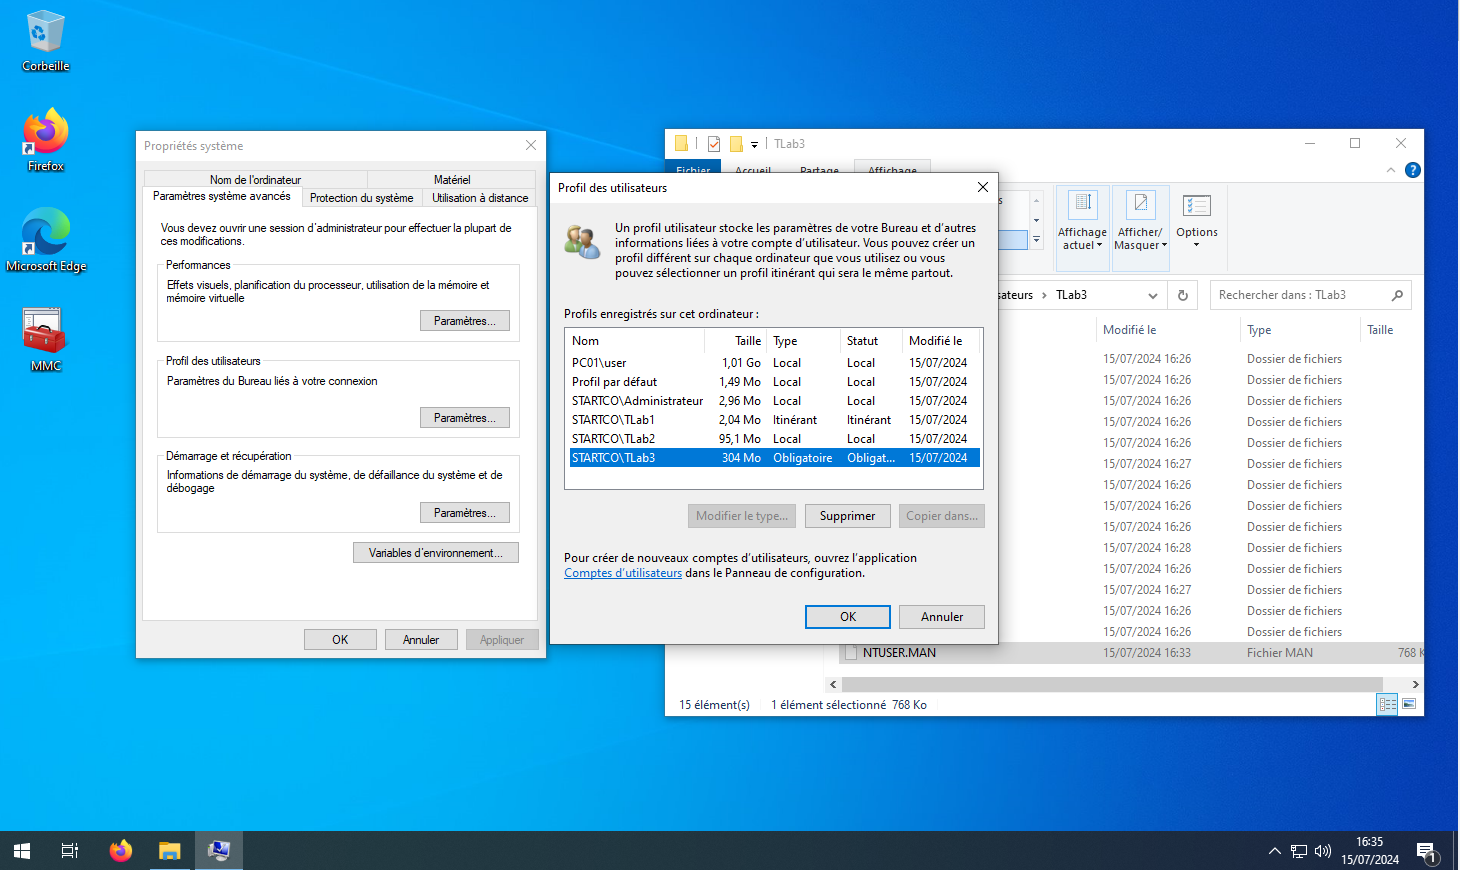 Corbeille
Firefox
Microsoft Edge
MMC
Propriétés système
Nom de l'ordinateur
Matériel
Paramètres système avancés
Protection du système
Utilisation à distance
Vous devez ouvrir une session d'administrateur pour effectuer la plupart de
ces modifications.
Performances
Effets visuels, planification du processeur, utilisation de la mémoire et
mémoire virtuelle
Paramètres...
Profil des utilisateurs
Paramètres du Bureau liés à votre connexion
Paramètres...
Démarrage et récupération
Informations de démarrage du système, de défaillance du système et de
débogage
Paramètres...
Variables d'environnement...
OK
Annuler
Appliquer
Profil des utilisateurs
Un profil utilisateur stocke les paramètres de votre Bureau et d'autres
informations liées à votre compte d'utilisateur. Vous pouvez créer un
profil différent sur chaque ordinateur que vous utilisez ou vous
pouvez sélectionner un profil itinérant qui sera le même partout.
Profils enregistrés sur cet ordinateur :
Nom Taille Type Statut Modifié le
PC01\user 1,01 Go Local Local 15/07/2024
Profil par défaut 1,49 Mo Local Local 15/07/2024
STARTCO\Administrateur 2,96 Mo Local Local 15/07/2024
STARTCO\TLab1 2,04 Mo Itinérant Itinérant 15/07/2024
STARTCO\TLab2 95,1 Mo Local Local 15/07/2024
STARTCO\TLab3 304 Mo Obligatoire Obligat... 15/07/2024
Modifier le type...
Supprimer
Copier dans...
Pour créer de nouveaux comptes d'utilisateurs, ouvrez l'application
Comptes d'utilisateurs dans le Panneau de configuration.
OK
Annuler
TLab3
Fichier Accueil Partage Affichage
Affichage
actuel
Afficher/
Masquer
Options
TLab3
Rechercher dans : TLab3
Modifié le Type Taille
15/07/2024 16:26 Dossier de fichiers
15/07/2024 16:26 Dossier de fichiers
15/07/2024 16:26 Dossier de fichiers
15/07/2024 16:26 Dossier de fichiers
15/07/2024 16:26 Dossier de fichiers
15/07/2024 16:27 Dossier de fichiers
15/07/2024 16:26 Dossier de fichiers
15/07/2024 16:26 Dossier de fichiers
15/07/2024 16:26 Dossier de fichiers
15/07/2024 16:28 Dossier de fichiers
15/07/2024 16:26 Dossier de fichiers
15/07/2024 16:27 Dossier de fichiers
15/07/2024 16:26 Dossier de fichiers
15/07/2024 16:26 Dossier de fichiers
NTUSER.MAN 15/07/2024 16:33 Fichier MAN 768 K
15 élément(s) 1 élément sélectionné 768 Ko
16:35
15/07/2024
1